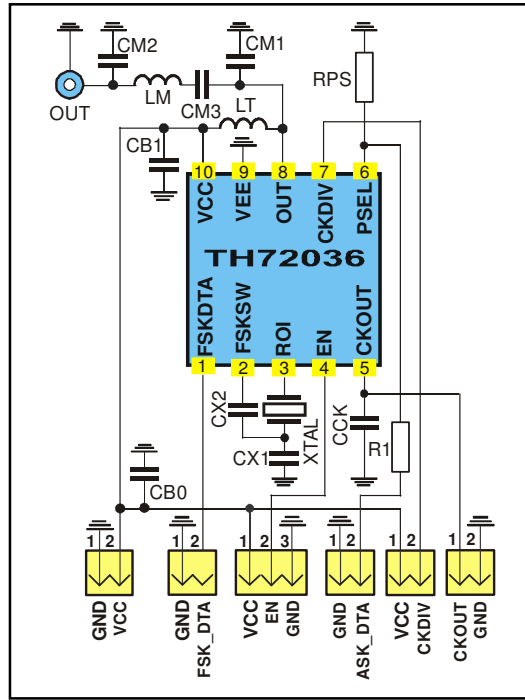 CM2
CM1
RPS
OUT
LM
CM3
LT
CB1
10
9
8
7
6
VCC
VEE
OUT
CKDIV
PSEL
TH72036
FSKDTA
FSKSW
ROI
EN
CKOUT
1
2
3
4
5
CX2
CX1
XTAL
CCK
R1
CB0
1 2
1 2
1 2 3
1 2
1 2
1 2
GND
VCC
GND
FSK_DTA
VCC
EN
GND
GND
ASK_DTA
VCC
CKDIV
CKOUT
GND